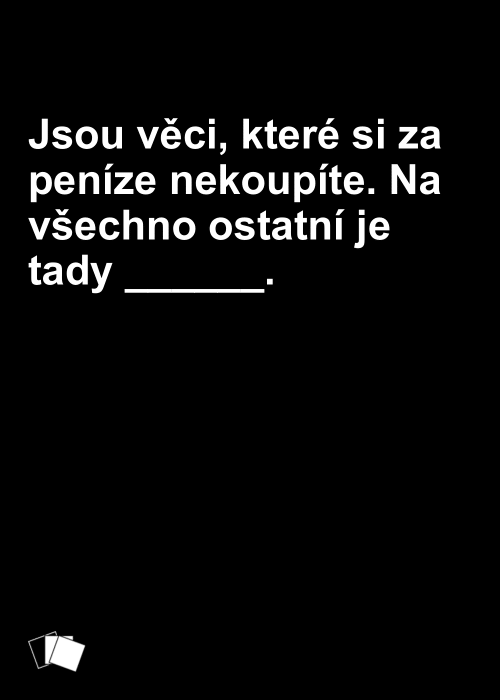 Jsou věci, které si za
peníze nekoupíte. Na
všechno ostatní je
tady ______.